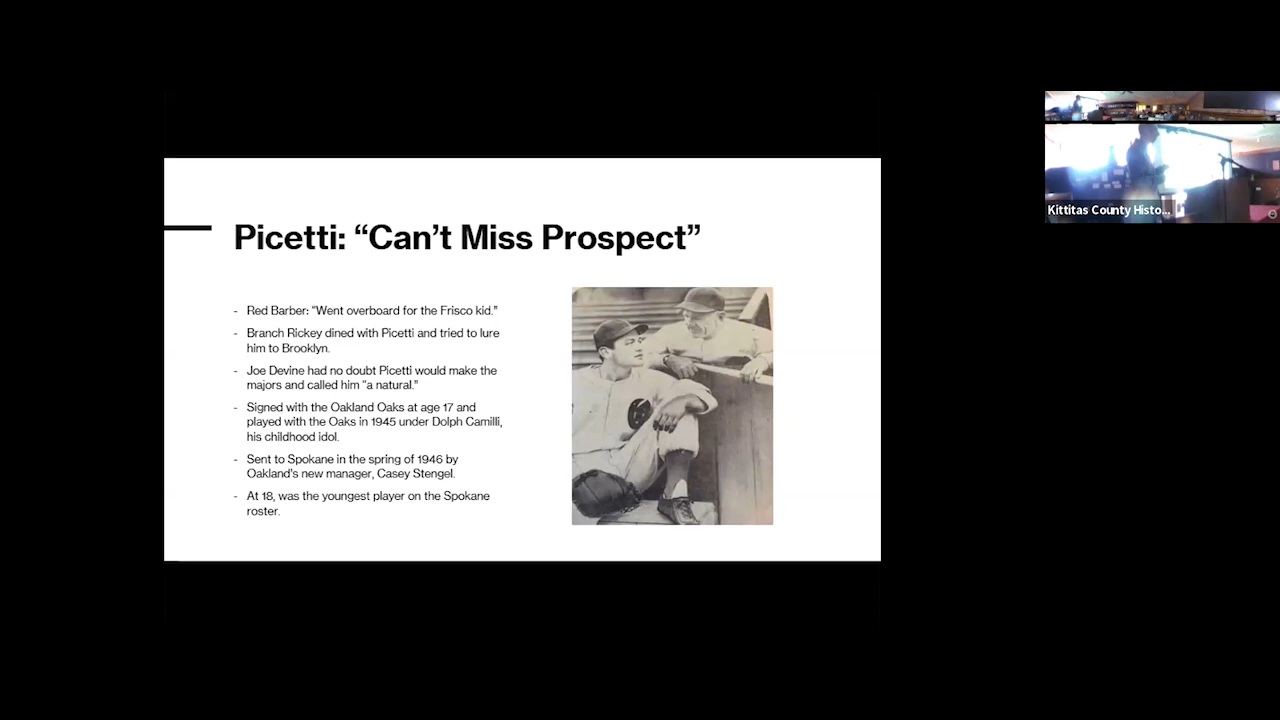 Picetti: “Can’t Miss Prospect”
- Red Barber: “Went overboard for the Frisco kid.”
- Branch Rickey dined with Picetti and tried to lure
him to Brooklyn.
- Joe Devine had no doubt Picetti would make the
majors and called him “a natural.”
- Signed with the Oakland Oaks at age 17 and
played with the Oaks in 1945 under Dolph Camilli,
his childhood idol.
- Sent to Spokane in the spring of 1946 by
Oakland’s new manager, Casey Stengel.
- At 18, was the youngest player on the Spokane
roster.
Kittitas County Histo...